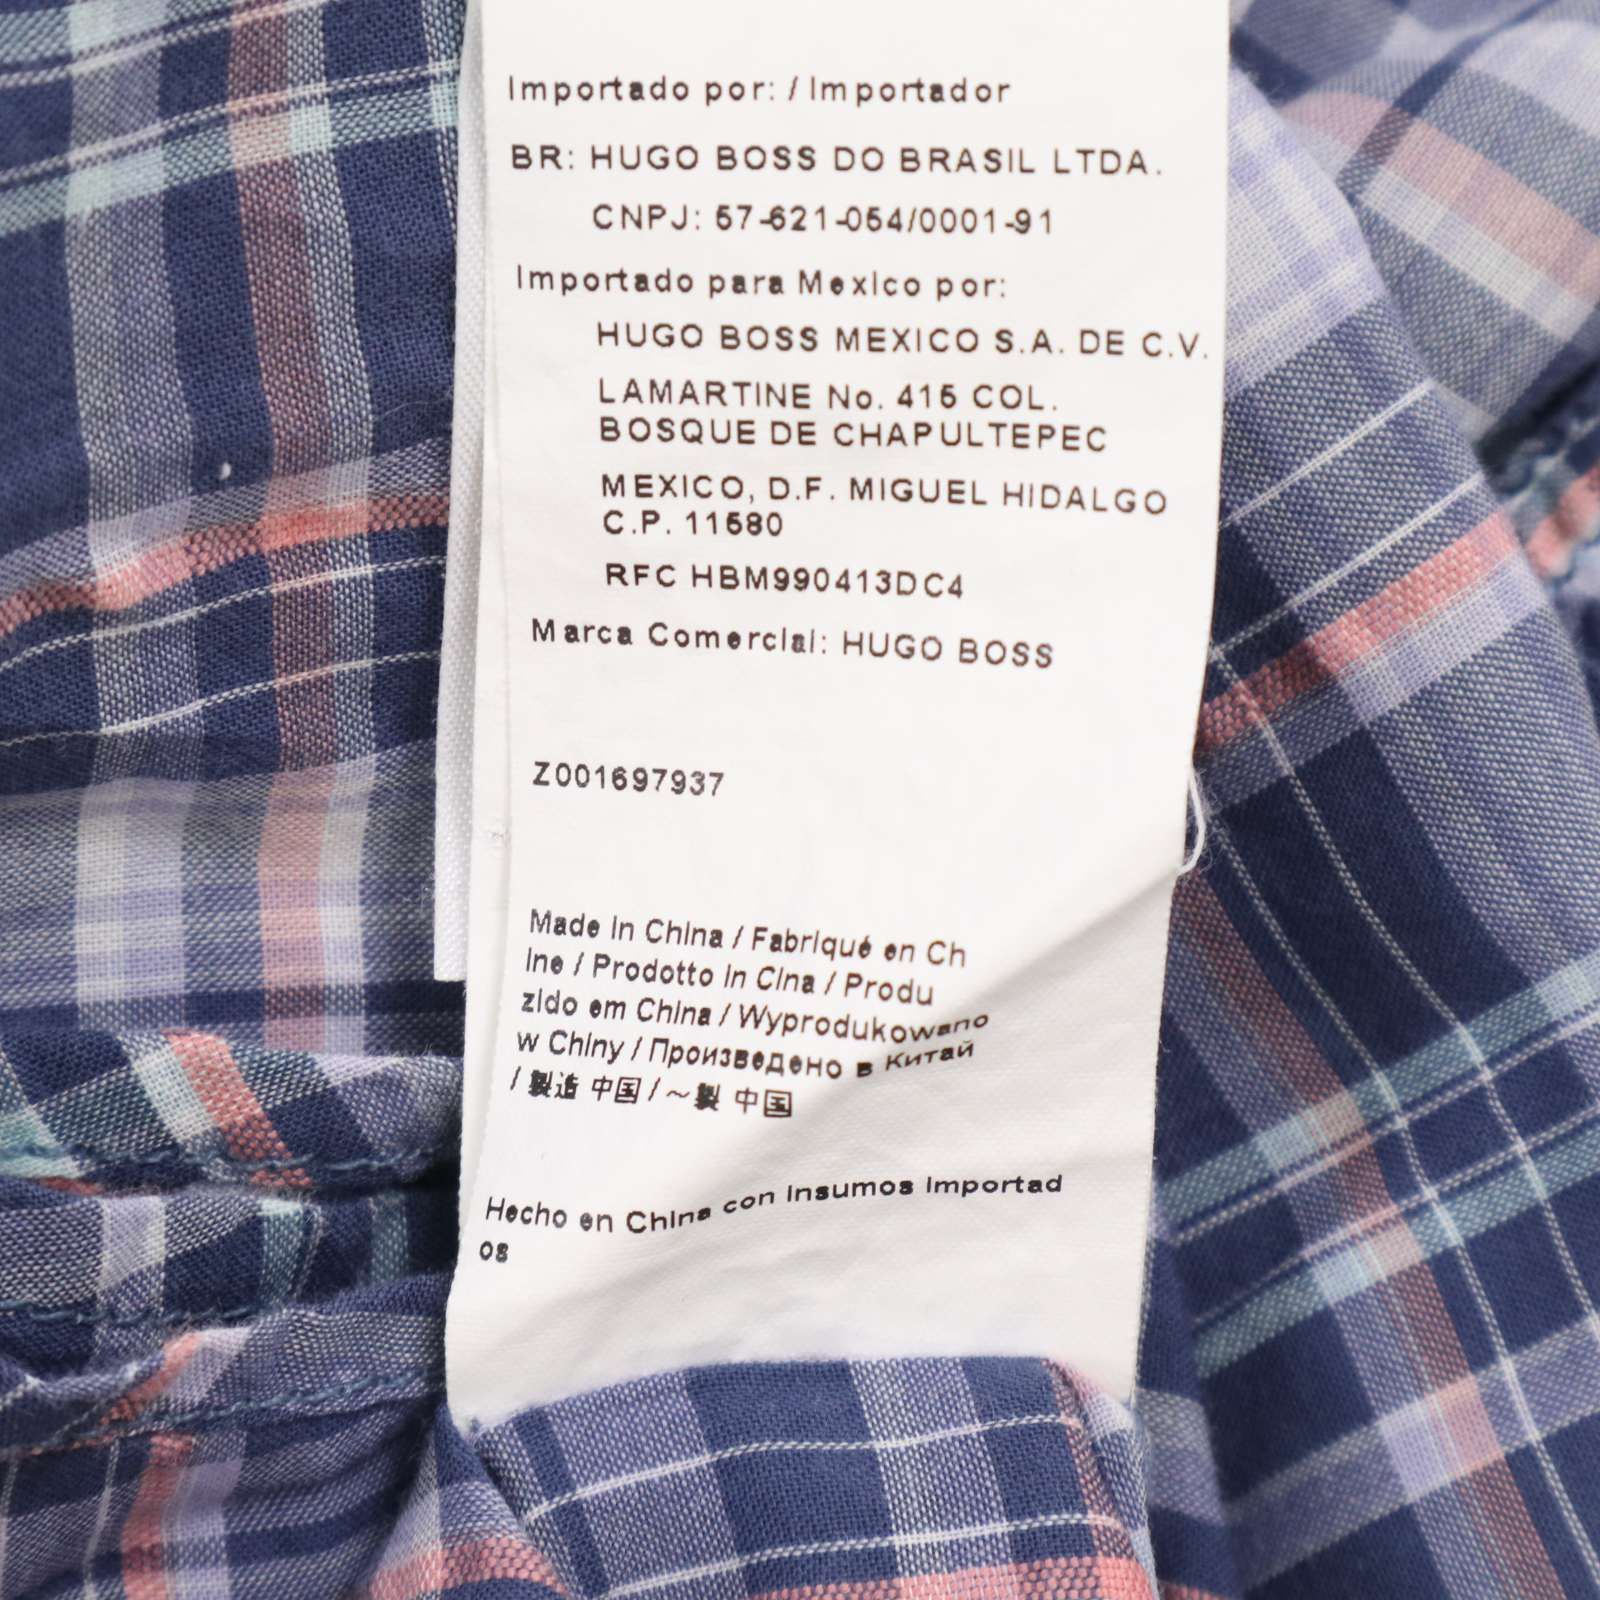 Importado por: / Importador
BR: HUGO BOSS DO BRASIL LTDA.
CNPJ: 57-621-054/0001-91
Importado para Mexico por:
HUGO BOSS MEXICO S.A. DE C.V.
LAMARTINE No. 415 COL.
BOSQUE DE CHAPULTEPEC
MEXICO, D.F. MIGUEL HIDALGO
C.P. 11580
RFC HBM990413DC4
Marca Comercial: HUGO BOSS
Z001697937
Made in China / Fabriqué en Ch
ine / Prodotto in Cina / Produ
zido em China / Wyprodukowano
w Chiny / Произведено в Китай
/ 製造 中国 / ~製 中国
Hecho en China con insumos importad
os